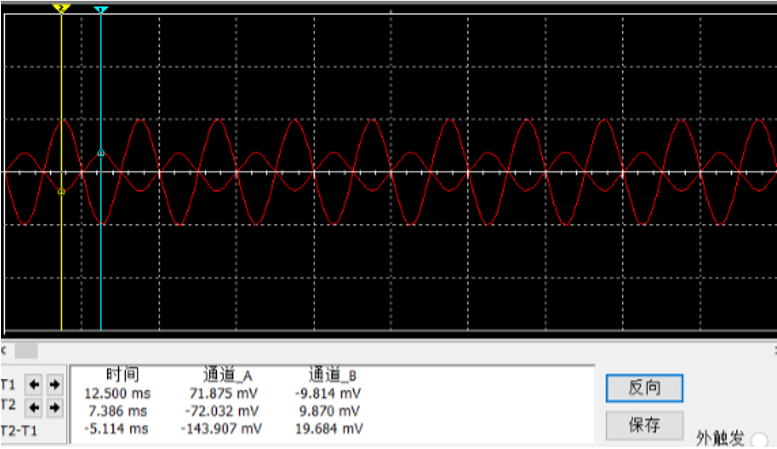 2 1
时间 通道_A 通道_B
T1 12.500 ms 71.875 mV -9.814 mV
T2 7.386 ms -72.032 mV 9.870 mV
T2-T1 -5.114 ms -143.907 mV 19.684 mV
反向
保存
外触发